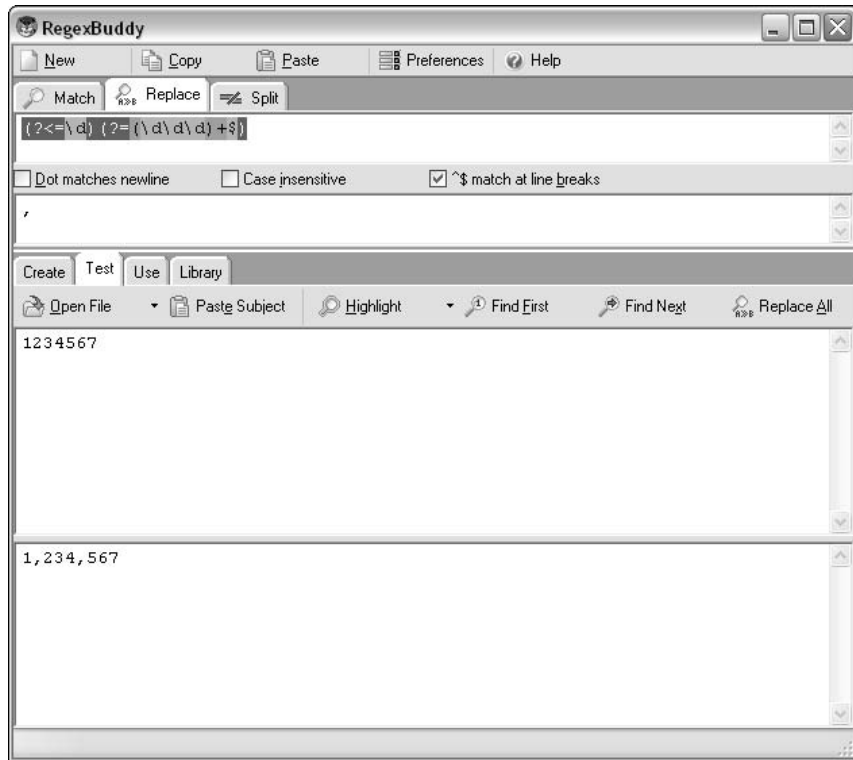 RegexBuddy
New Copy Paste Preferences Help
Match Replace Split
(?<=\d)(?=(\d\d\d)+$)
Dot matches newline Case insensitive ^$ match at line breaks
,
Create Test Use Library
Open File Paste Subject Highlight Find First Find Next Replace All
1234567
1,234,567